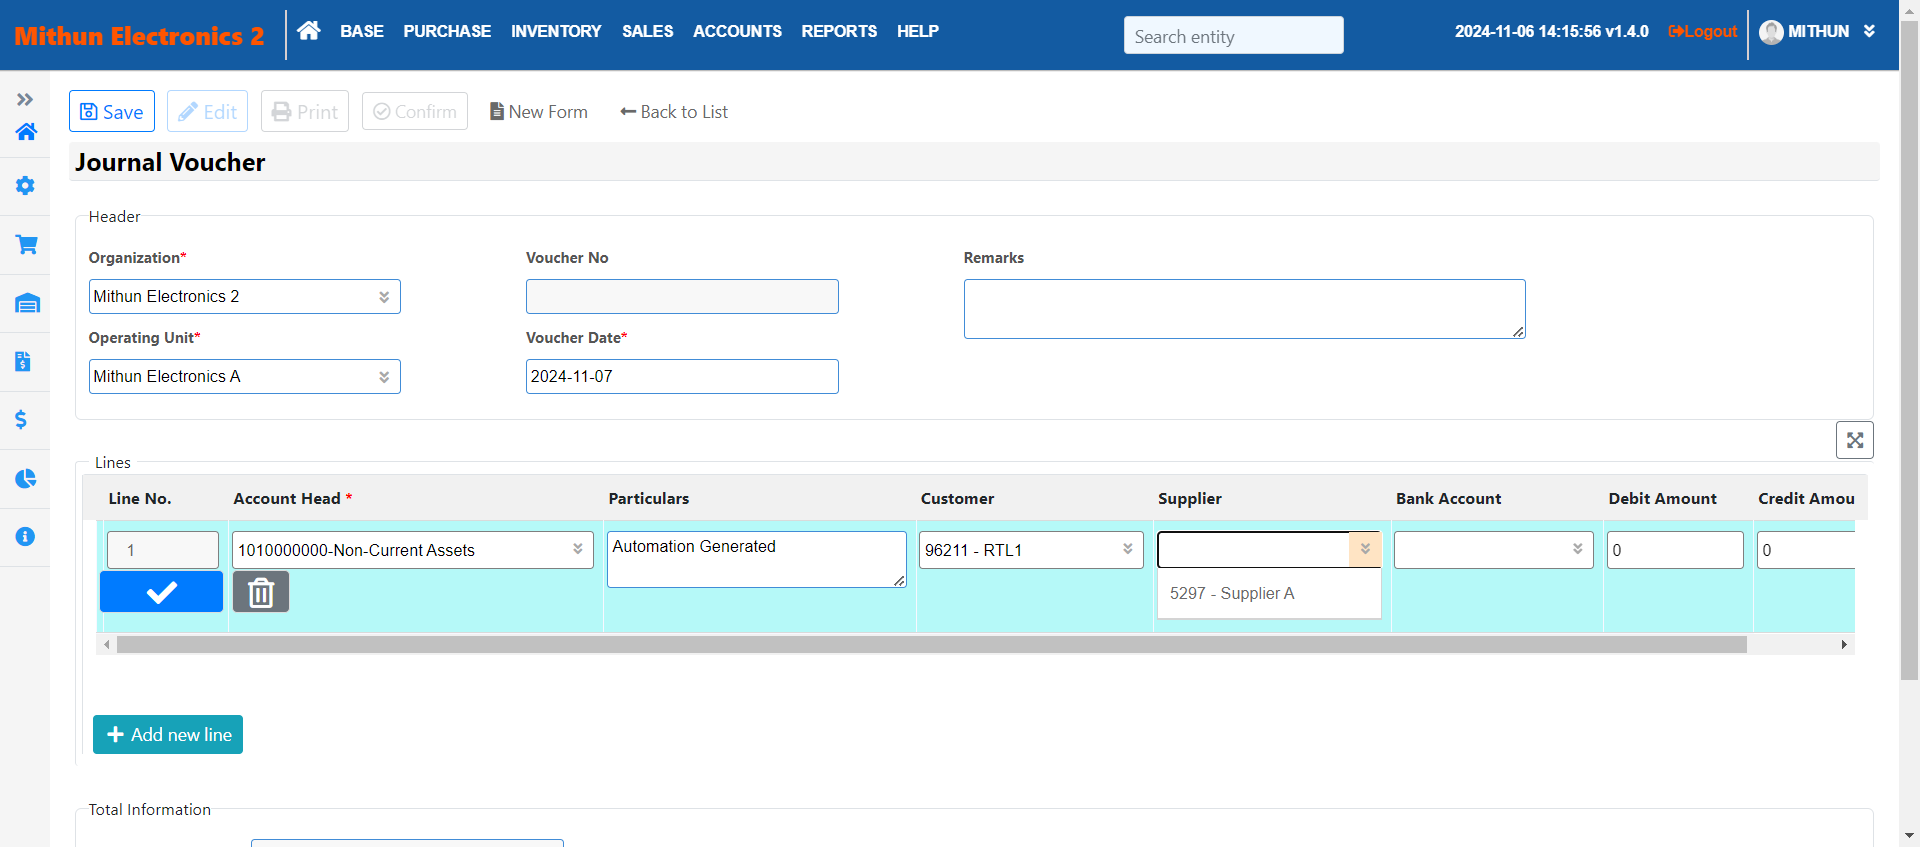 Mithun Electronics 2
BASE PURCHASE INVENTORY SALES ACCOUNTS REPORTS HELP
Search entity
2024-11-06 14:15:56 v1.4.0
Logout
MITHUN
Save Edit Print Confirm New Form Back to List
Journal Voucher
Header
Organization* Voucher No Remarks
Mithun Electronics 2
Operating Unit* Voucher Date*
Mithun Electronics A 2024-11-07
Lines
Line No. Account Head * Particulars Customer Supplier Bank Account Debit Amount Credit Amou
1 1010000000-Non-Current Assets Automation Generated 96211 - RTL1 0 0
5297 - Supplier A
Add new line
Total Information